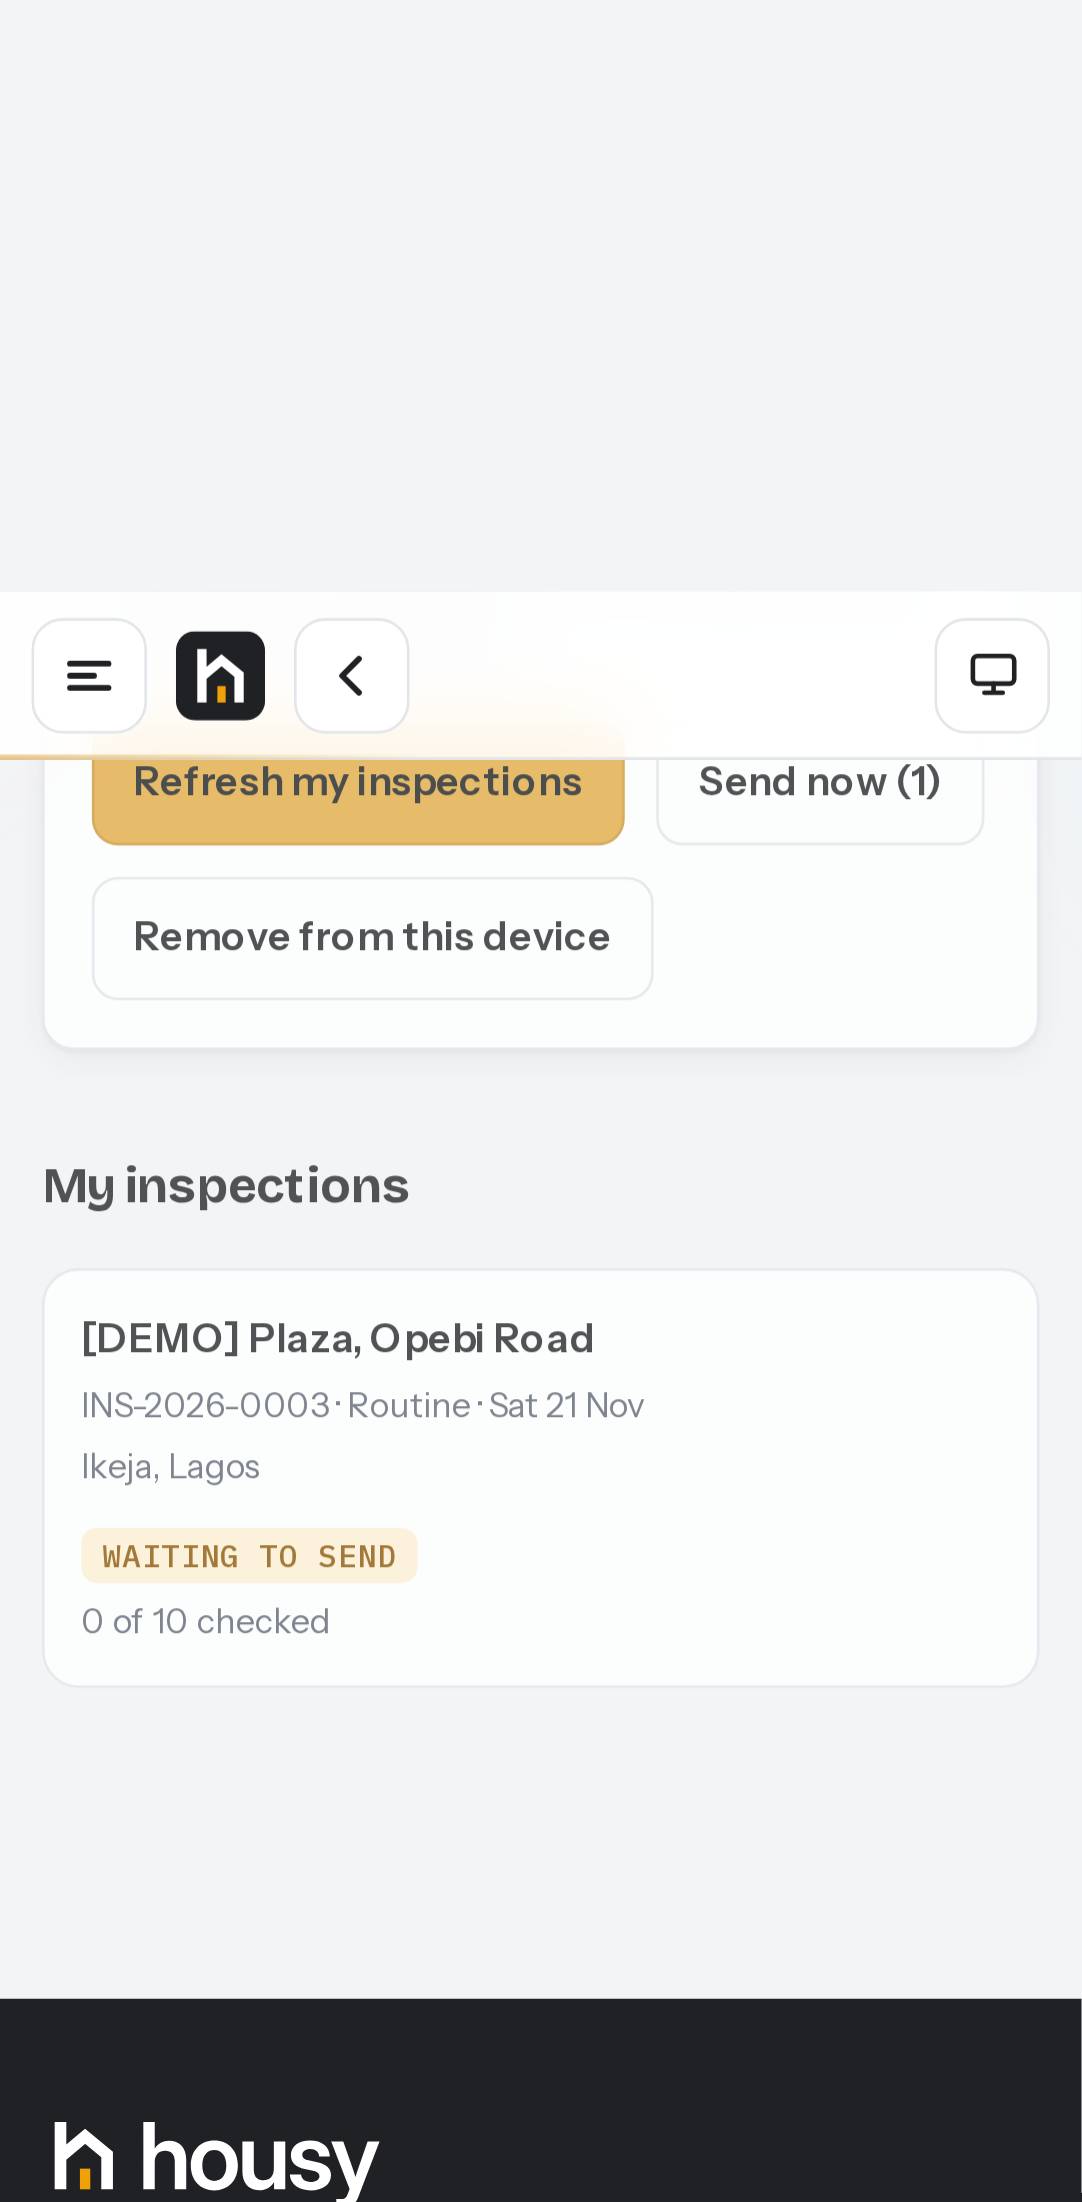 Refresh my inspections
Send now (1)
Remove from this device
My inspections
[DEMO] Plaza, Opebi Road
INS-2026-0003 · Routine · Sat 21 Nov
Ikeja, Lagos
WAITING TO SEND
0 of 10 checked
housy